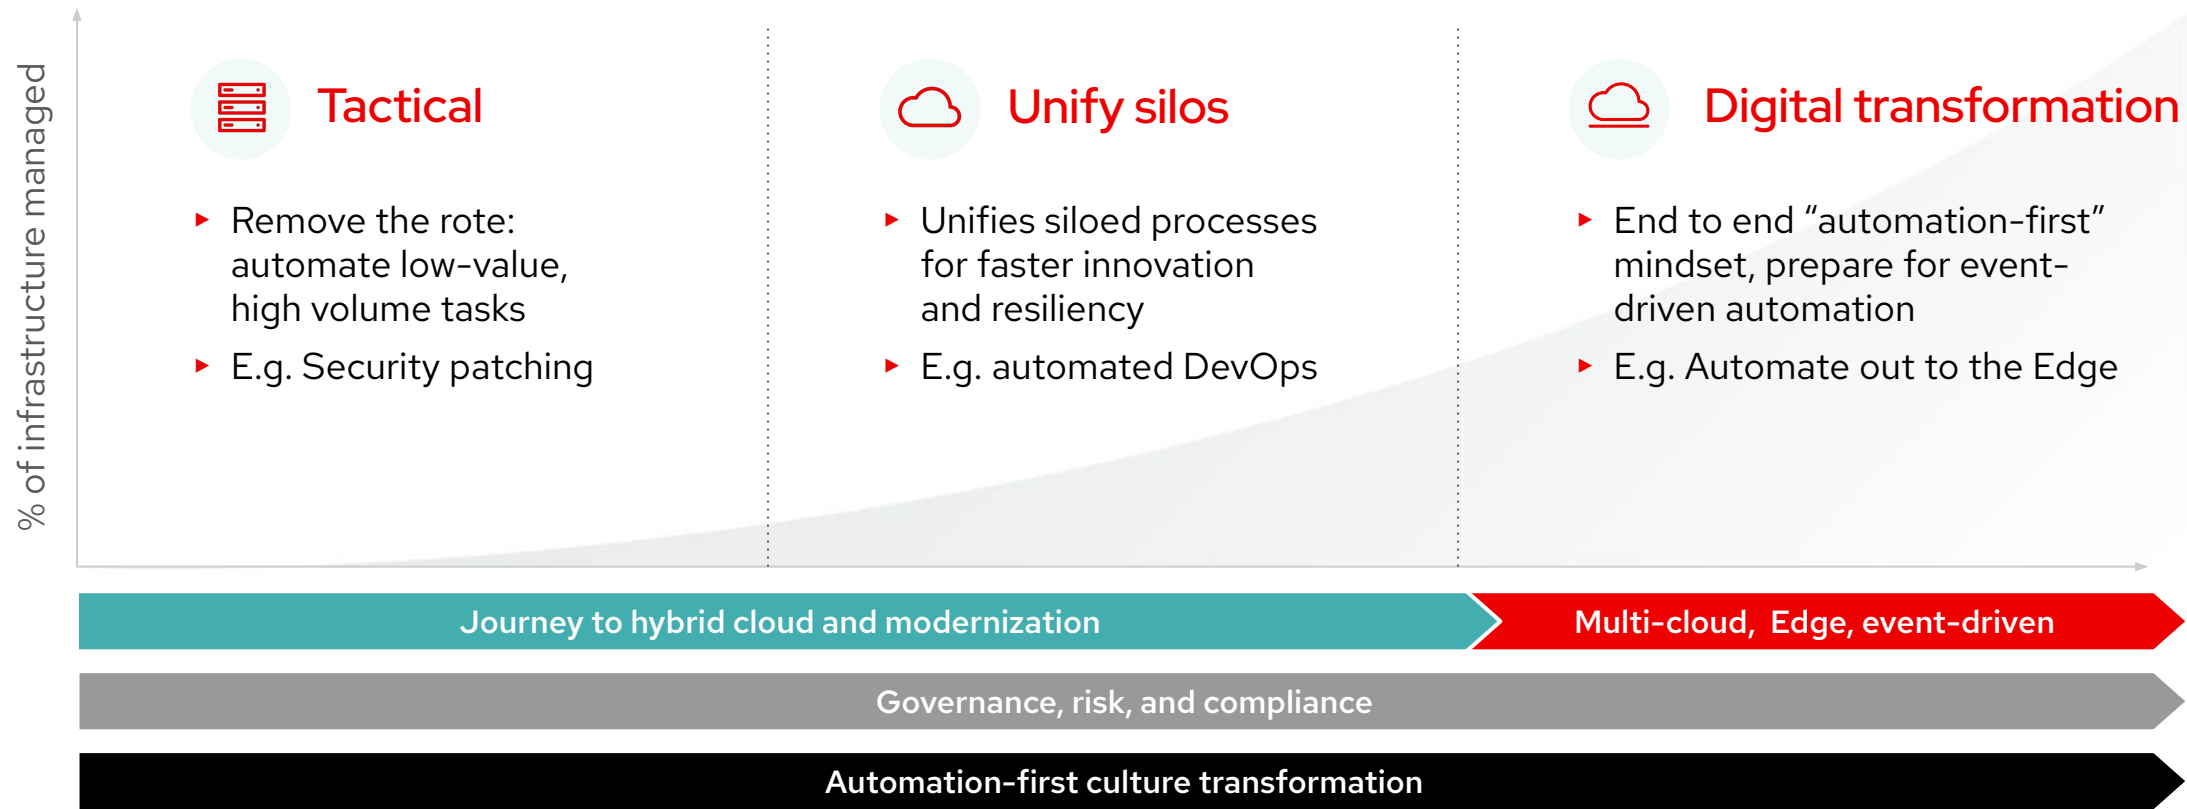 % of infrastructure managed
Tactical
Remove the rote:
automate low-value,
high volume tasks
E.g. Security patching
Unify silos
Unifies siloed processes
for faster innovation
and resiliency
E.g. automated DevOps
Digital transformation
End to end “automation-first”
mindset, prepare for event-
driven automation
E.g. Automate out to the Edge
Journey to hybrid cloud and modernization
Multi-cloud, Edge, event-driven
Governance, risk, and compliance
Automation-first culture transformation